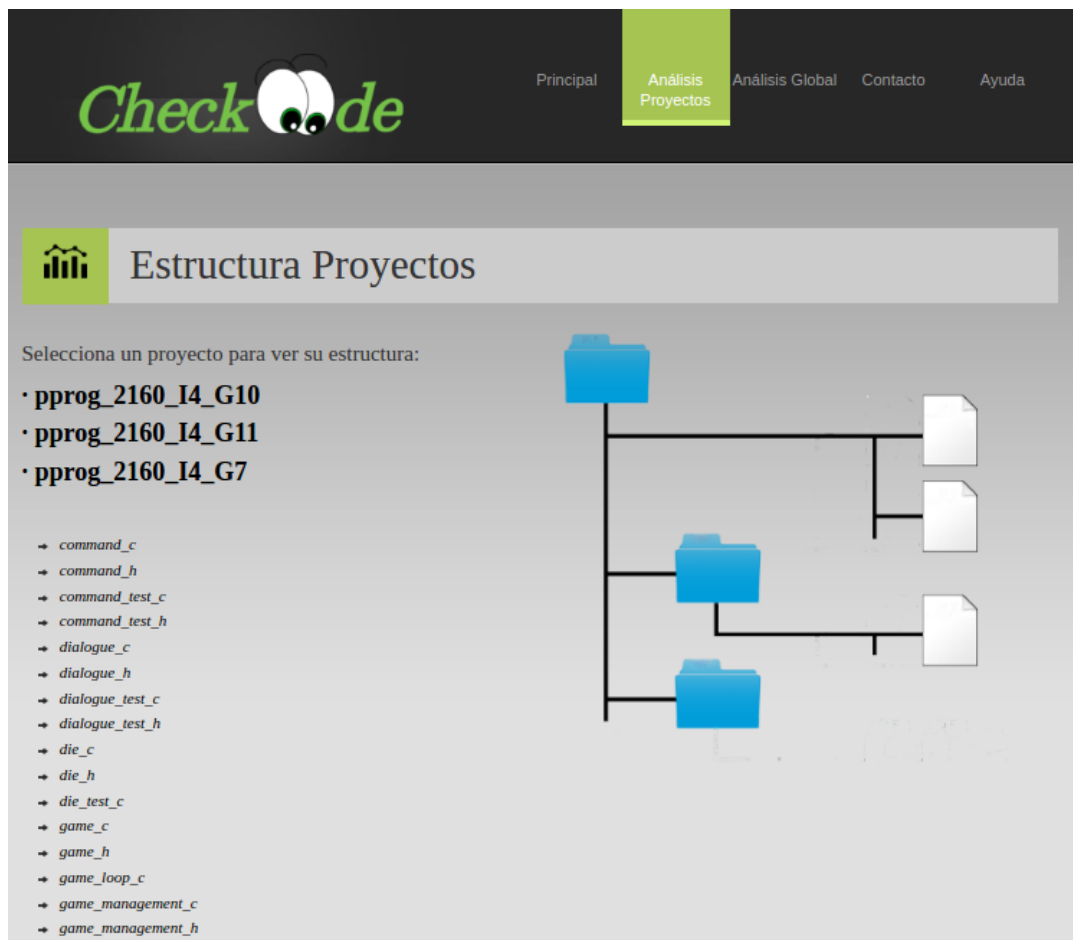 Check de
Principal
Análisis
Proyectos
Análisis Global
Contacto
Ayuda
Estructura Proyectos
Selecciona un proyecto para ver su estructura:
· pprog_2160_I4_G10
· pprog_2160_I4_G11
· pprog_2160_I4_G7
command_c
command_h
command_test_c
command_test_h
dialogue_c
dialogue_h
dialogue_test_c
dialogue_test_h
die_c
die_h
die_test_c
game_c
game_h
game_loop_c
game_management_c
game_management_h